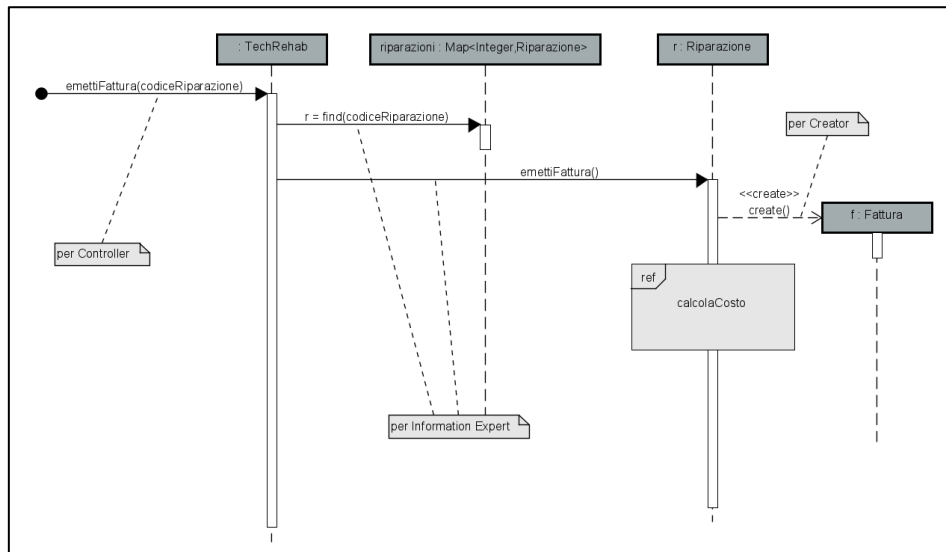 : TechRehab
riparazioni : Map<Integer,Riparazione>
r : Riparazione
emettiFattura(codiceRiparazione)
r = find(codiceRiparazione)
per Creator
emettiFattura()
<<create>>
create()
f : Fattura
per Controller
ref
calcolaCosto
per Information Expert